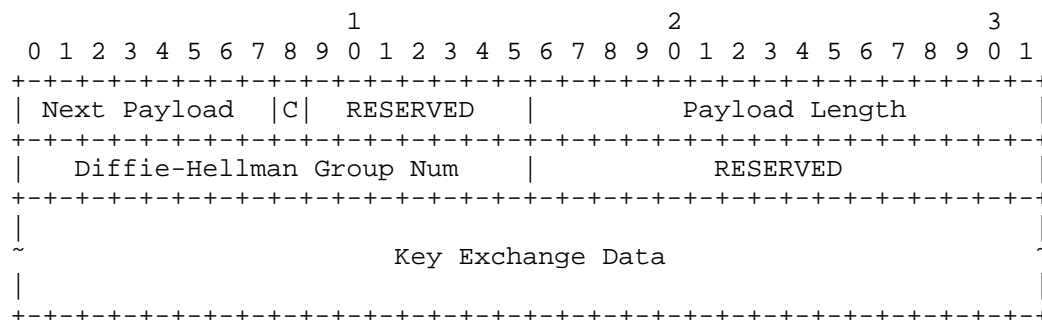 1                   2                   3
 0 1 2 3 4 5 6 7 8 9 0 1 2 3 4 5 6 7 8 9 0 1 2 3 4 5 6 7 8 9 0 1
+-+-+-+-+-+-+-+-+-+-+-+-+-+-+-+-+-+-+-+-+-+-+-+-+-+-+-+-+-+-+-+-+
| Next Payload  |C|  RESERVED   |         Payload Length        |
+-+-+-+-+-+-+-+-+-+-+-+-+-+-+-+-+-+-+-+-+-+-+-+-+-+-+-+-+-+-+-+-+
|   Diffie-Hellman Group Num    |           RESERVED            |
+-+-+-+-+-+-+-+-+-+-+-+-+-+-+-+-+-+-+-+-+-+-+-+-+-+-+-+-+-+-+-+-+
|                                                               |
~                       Key Exchange Data                       ~
|                                                               |
+-+-+-+-+-+-+-+-+-+-+-+-+-+-+-+-+-+-+-+-+-+-+-+-+-+-+-+-+-+-+-+-+